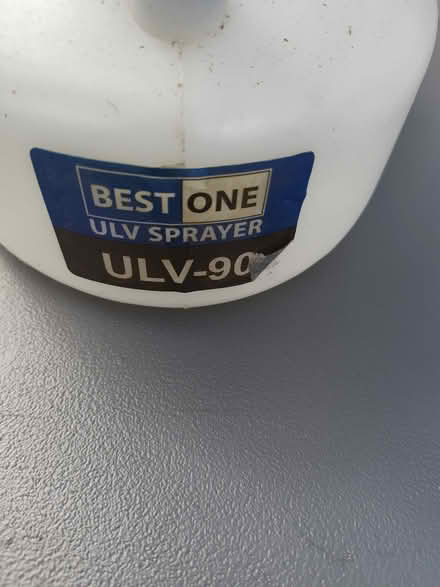 BEST ONE
ULV SPRAYER
ULV-90